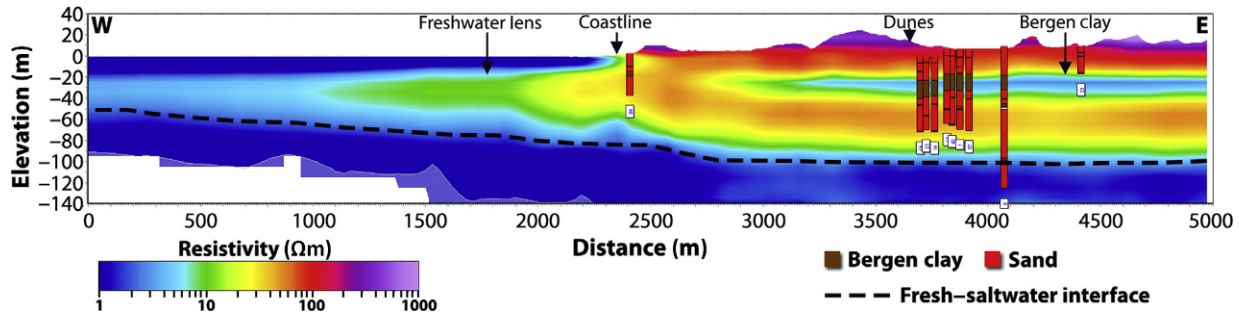 Freshwater lens Coastline Dunes Bergen clay
W E
Elevation (m)
40
20
0
−20
−40
−60
−80
−100
−120
−140
0 500 1000 1500 2000 2500 3000 3500 4000 4500 5000
Resistivity (Ωm) Distance (m)
1 10 100 1000
Bergen clay Sand
Fresh–saltwater interface